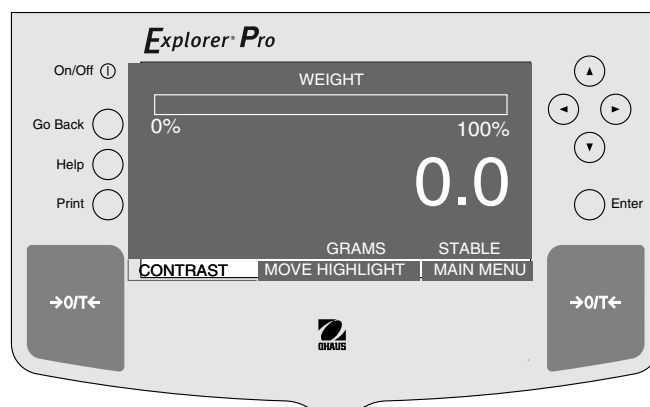 Explorer® Pro
On/Off
WEIGHT
Go Back
0% 100%
Help
0.0
Print
Enter
GRAMS STABLE
CONTRAST MOVE HIGHLIGHT MAIN MENU
→0/T← →0/T←
OHAUS